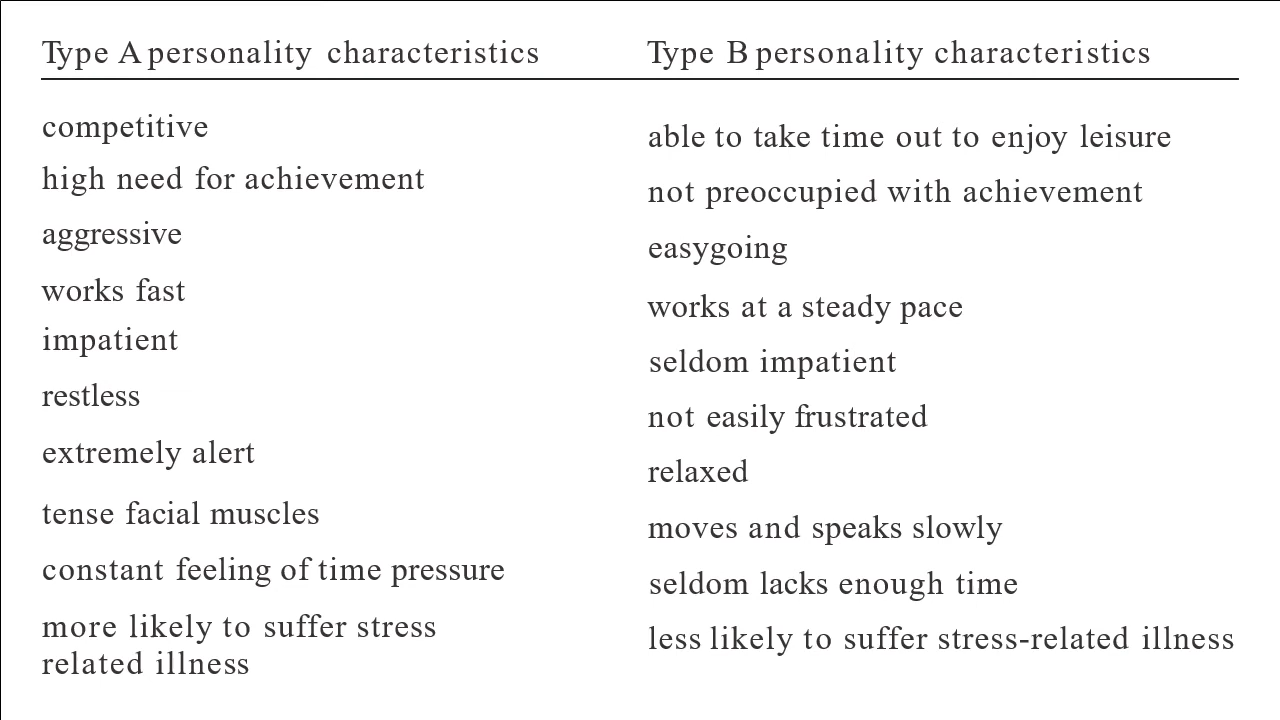 Type A personality characteristics
Type B personality characteristics
competitive
able to take time out to enjoy leisure
high need for achievement
not preoccupied with achievement
aggressive
easygoing
works fast
works at a steady pace
impatient
seldom impatient
restless
not easily frustrated
extremely alert
relaxed
tense facial muscles
moves and speaks slowly
constant feeling of time pressure
seldom lacks enough time
more likely to suffer stress
related illness
less likely to suffer stress-related illness